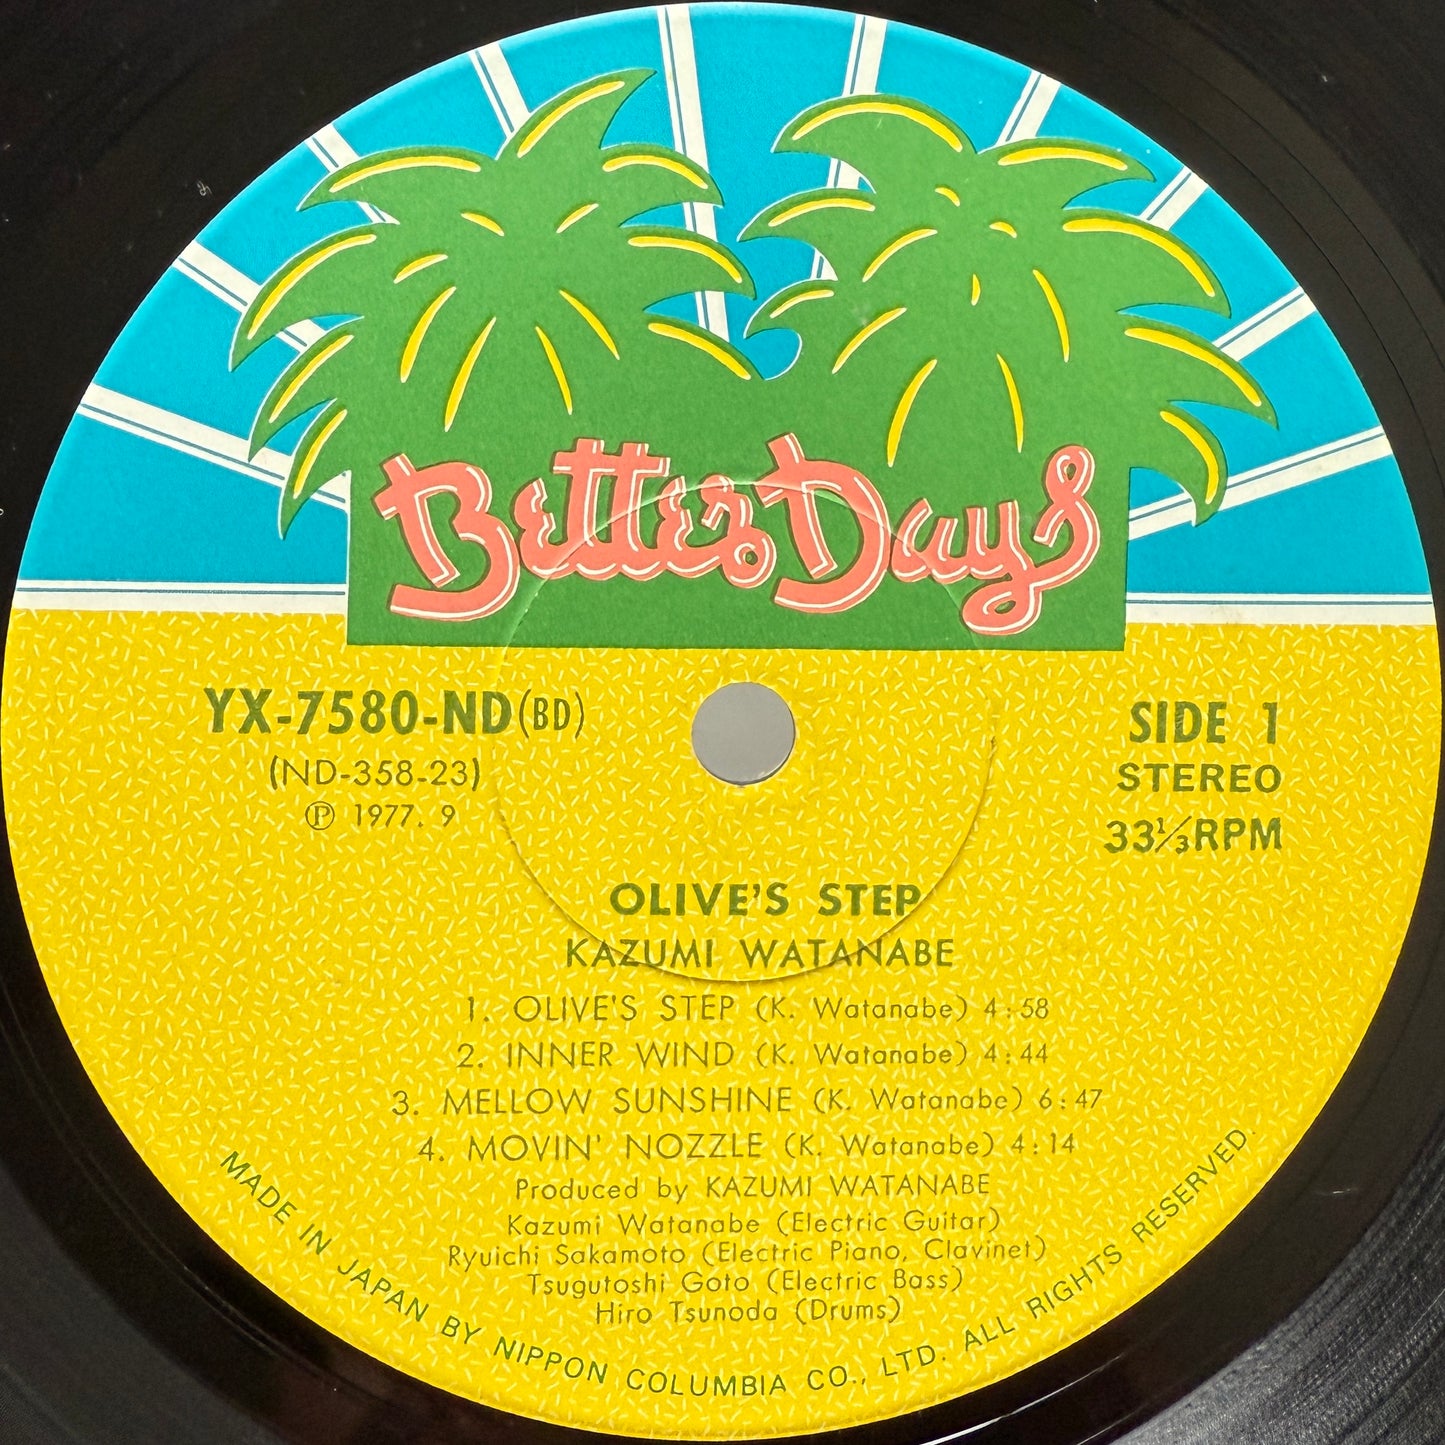 Better Days
YX-7580-ND(BD)
(ND-358-23)
Ⓟ 1977. 9
SIDE 1
STEREO
33⅓RPM
OLIVE'S STEP
KAZUMI WATANABE
1. OLIVE'S STEP (K. Watanabe) 4:58
2. INNER WIND (K. Watanabe) 4:44
3. MELLOW SUNSHINE (K. Watanabe) 6:47
4. MOVIN' NOZZLE (K. Watanabe) 4:14
Produced by KAZUMI WATANABE
Kazumi Watanabe (Electric Guitar)
Ryuichi Sakamoto (Electric Piano, Clavinet)
Tsugutoshi Goto (Electric Bass)
Hiro Tsunoda (Drums)
MADE IN JAPAN BY NIPPON COLUMBIA CO., LTD. ALL RIGHTS RESERVED.